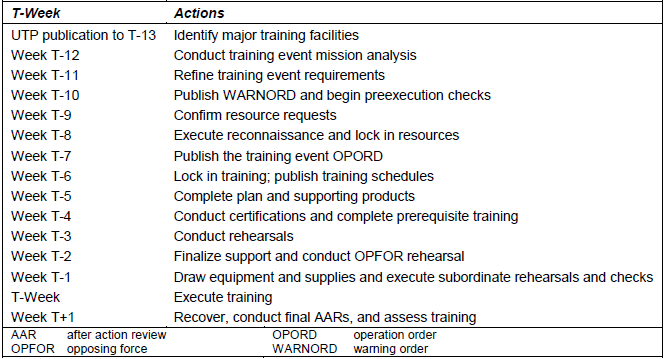 T-Week Actions
UTP publication to T-13 Identify major training facilities
Week T-12 Conduct training event mission analysis
Week T-11 Refine training event requirements
Week T-10 Publish WARNORD and begin preexecution checks
Week T-9 Confirm resource requests
Week T-8 Execute reconnaissance and lock in resources
Week T-7 Publish the training event OPORD
Week T-6 Lock in training; publish training schedules
Week T-5 Complete plan and supporting products
Week T-4 Conduct certifications and complete prerequisite training
Week T-3 Conduct rehearsals
Week T-2 Finalize support and conduct OPFOR rehearsal
Week T-1 Draw equipment and supplies and execute subordinate rehearsals and checks
T-Week Execute training
Week T+1 Recover, conduct final AARs, and assess training
AAR after action review OPORD operation order
OPFOR opposing force WARNORD warning order